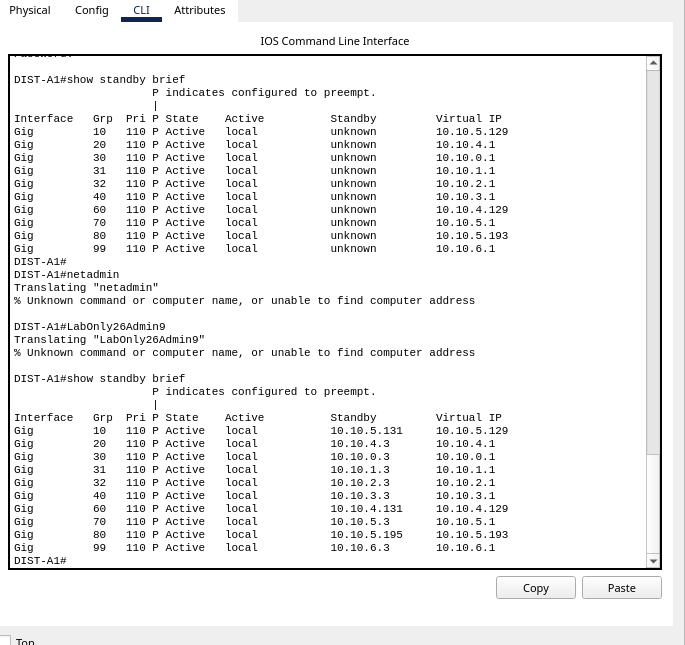 Physical Config CLI Attributes
IOS Command Line Interface
Password:
DIST-A1#show standby brief
P indicates configured to preempt.
|
Interface Grp Pri P State Active Standby Virtual IP
Gig 10 110 P Active local unknown 10.10.5.129
Gig 20 110 P Active local unknown 10.10.4.1
Gig 30 110 P Active local unknown 10.10.0.1
Gig 31 110 P Active local unknown 10.10.1.1
Gig 32 110 P Active local unknown 10.10.2.1
Gig 40 110 P Active local unknown 10.10.3.1
Gig 60 110 P Active local unknown 10.10.4.129
Gig 70 110 P Active local unknown 10.10.5.1
Gig 80 110 P Active local unknown 10.10.5.193
Gig 99 110 P Active local unknown 10.10.6.1
DIST-A1#
DIST-A1#netadmin
Translating "netadmin"
% Unknown command or computer name, or unable to find computer address
DIST-A1#LabOnly26Admin9
Translating "LabOnly26Admin9"
% Unknown command or computer name, or unable to find computer address
DIST-A1#show standby brief
P indicates configured to preempt.
|
Interface Grp Pri P State Active Standby Virtual IP
Gig 10 110 P Active local 10.10.5.131 10.10.5.129
Gig 20 110 P Active local 10.10.4.3 10.10.4.1
Gig 30 110 P Active local 10.10.0.3 10.10.0.1
Gig 31 110 P Active local 10.10.1.3 10.10.1.1
Gig 32 110 P Active local 10.10.2.3 10.10.2.1
Gig 40 110 P Active local 10.10.3.3 10.10.3.1
Gig 60 110 P Active local 10.10.4.131 10.10.4.129
Gig 70 110 P Active local 10.10.5.3 10.10.5.1
Gig 80 110 P Active local 10.10.5.195 10.10.5.193
Gig 99 110 P Active local 10.10.6.3 10.10.6.1
DIST-A1#
Copy Paste
Top